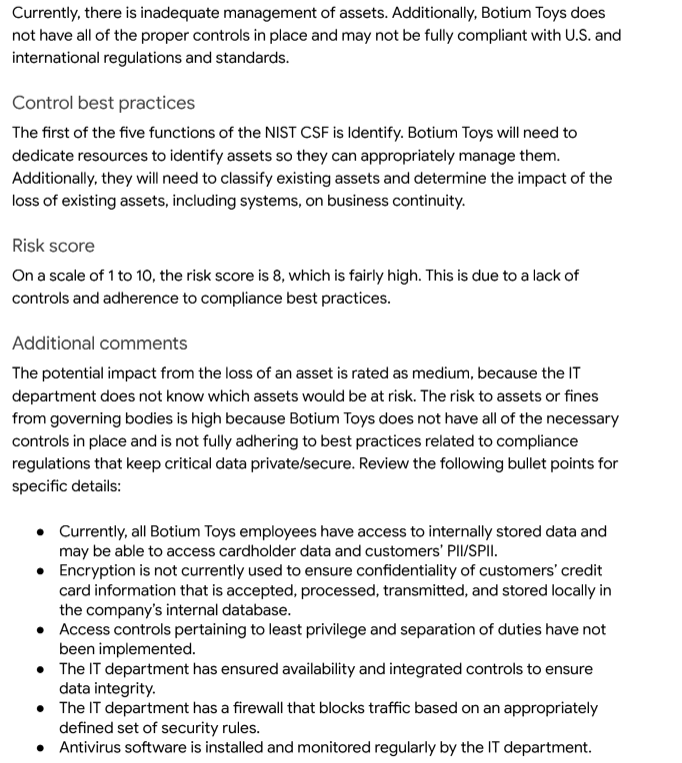 Currently, there is inadequate management of assets. Additionally, Botium Toys does
not have all of the proper controls in place and may not be fully compliant with U.S. and
international regulations and standards.
Control best practices
The first of the five functions of the NIST CSF is Identify. Botium Toys will need to
dedicate resources to identify assets so they can appropriately manage them.
Additionally, they will need to classify existing assets and determine the impact of the
loss of existing assets, including systems, on business continuity.
Risk score
On a scale of 1 to 10, the risk score is 8, which is fairly high. This is due to a lack of
controls and adherence to compliance best practices.
Additional comments
The potential impact from the loss of an asset is rated as medium, because the IT
department does not know which assets would be at risk. The risk to assets or fines
from governing bodies is high because Botium Toys does not have all of the necessary
controls in place and is not fully adhering to best practices related to compliance
regulations that keep critical data private/secure. Review the following bullet points for
specific details:
● Currently, all Botium Toys employees have access to internally stored data and
may be able to access cardholder data and customers' PII/SPII.
● Encryption is not currently used to ensure confidentiality of customers' credit
card information that is accepted, processed, transmitted, and stored locally in
the company's internal database.
● Access controls pertaining to least privilege and separation of duties have not
been implemented.
● The IT department has ensured availability and integrated controls to ensure
data integrity.
● The IT department has a firewall that blocks traffic based on an appropriately
defined set of security rules.
● Antivirus software is installed and monitored regularly by the IT department.